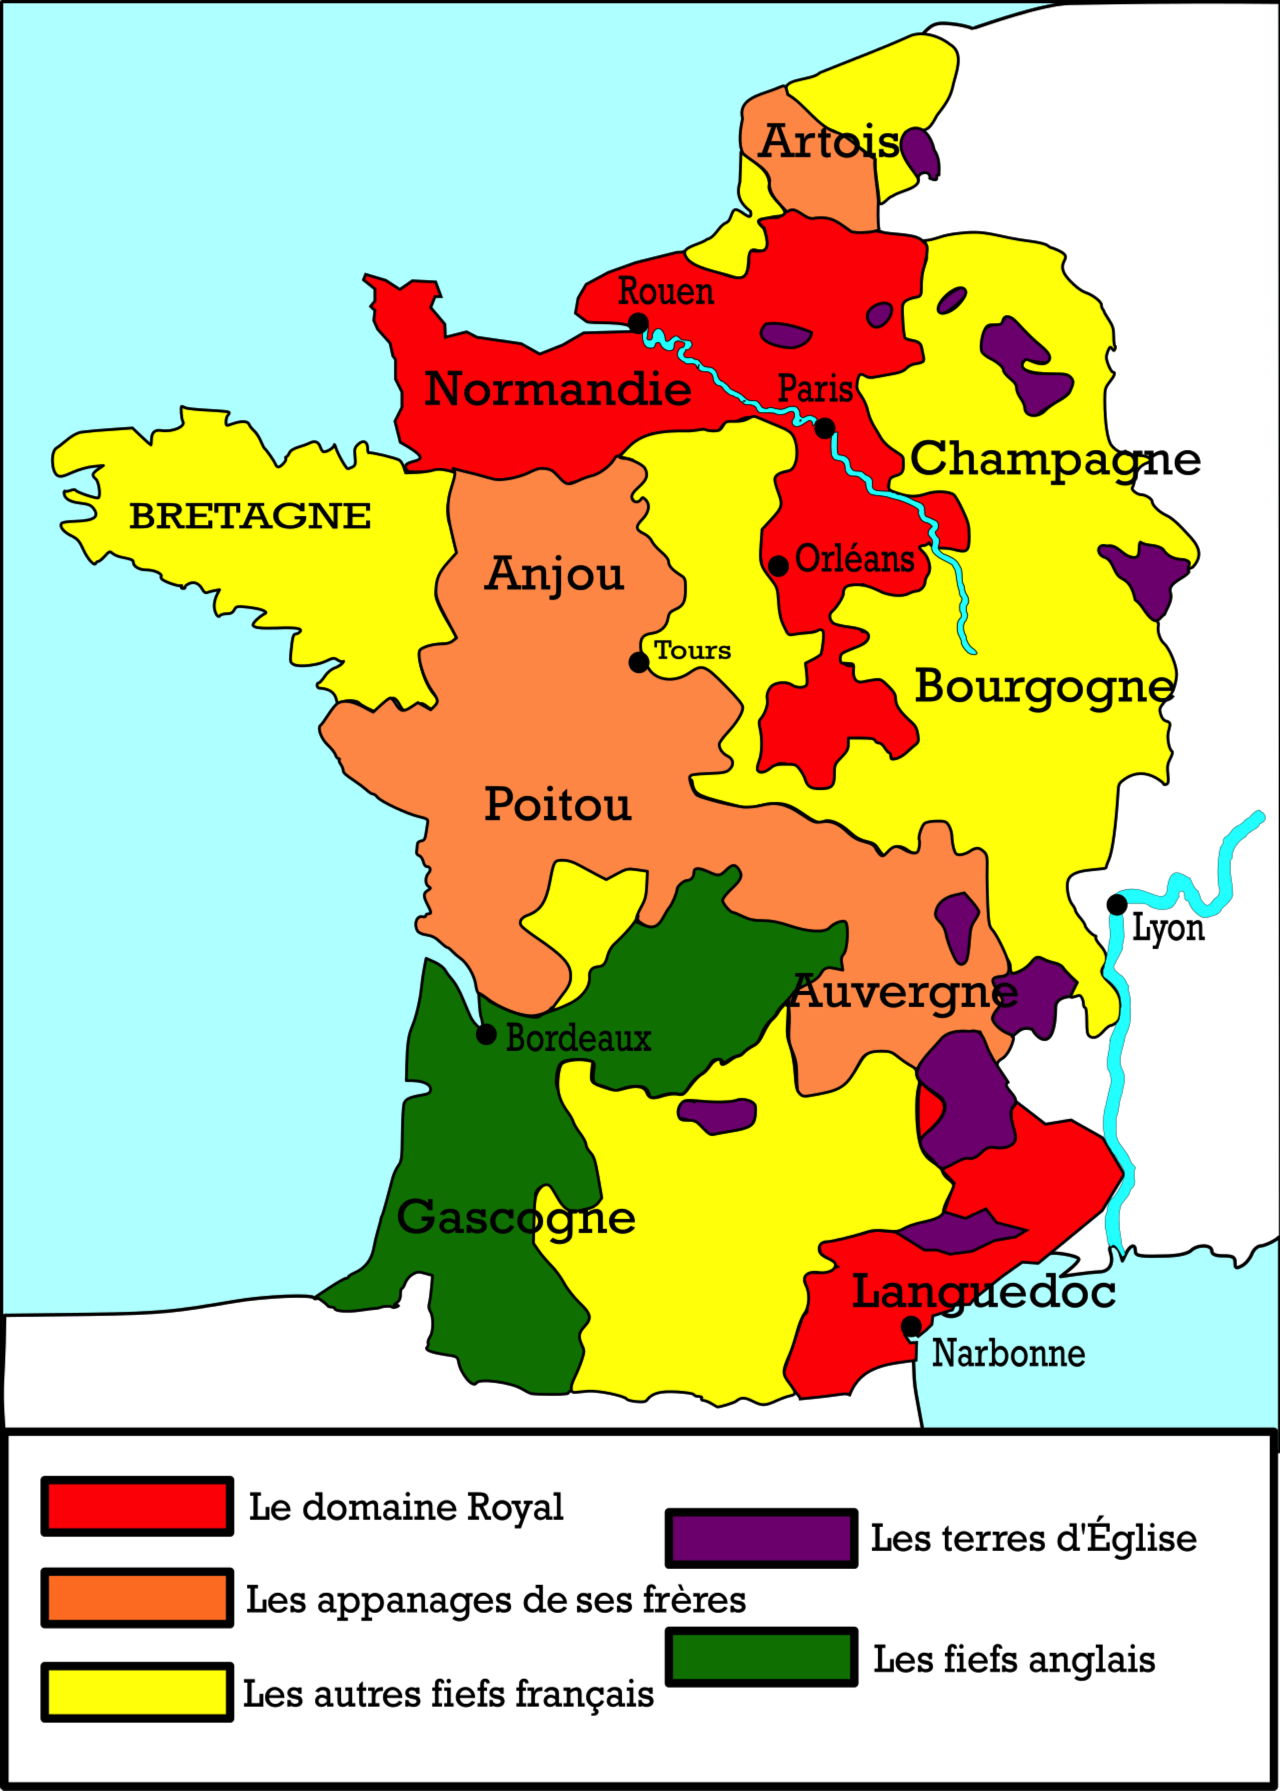 Artois
Rouen
Normandie
Paris
Champagne
BRETAGNE
Anjou
Orléans
Tours
Bourgogne
Poitou
Lyon
Auvergne
Bordeaux
Gascogne
Languedoc
Narbonne
Le domaine Royal
Les appanages de ses frères
Les autres fiefs français
Les terres d'Église
Les fiefs anglais